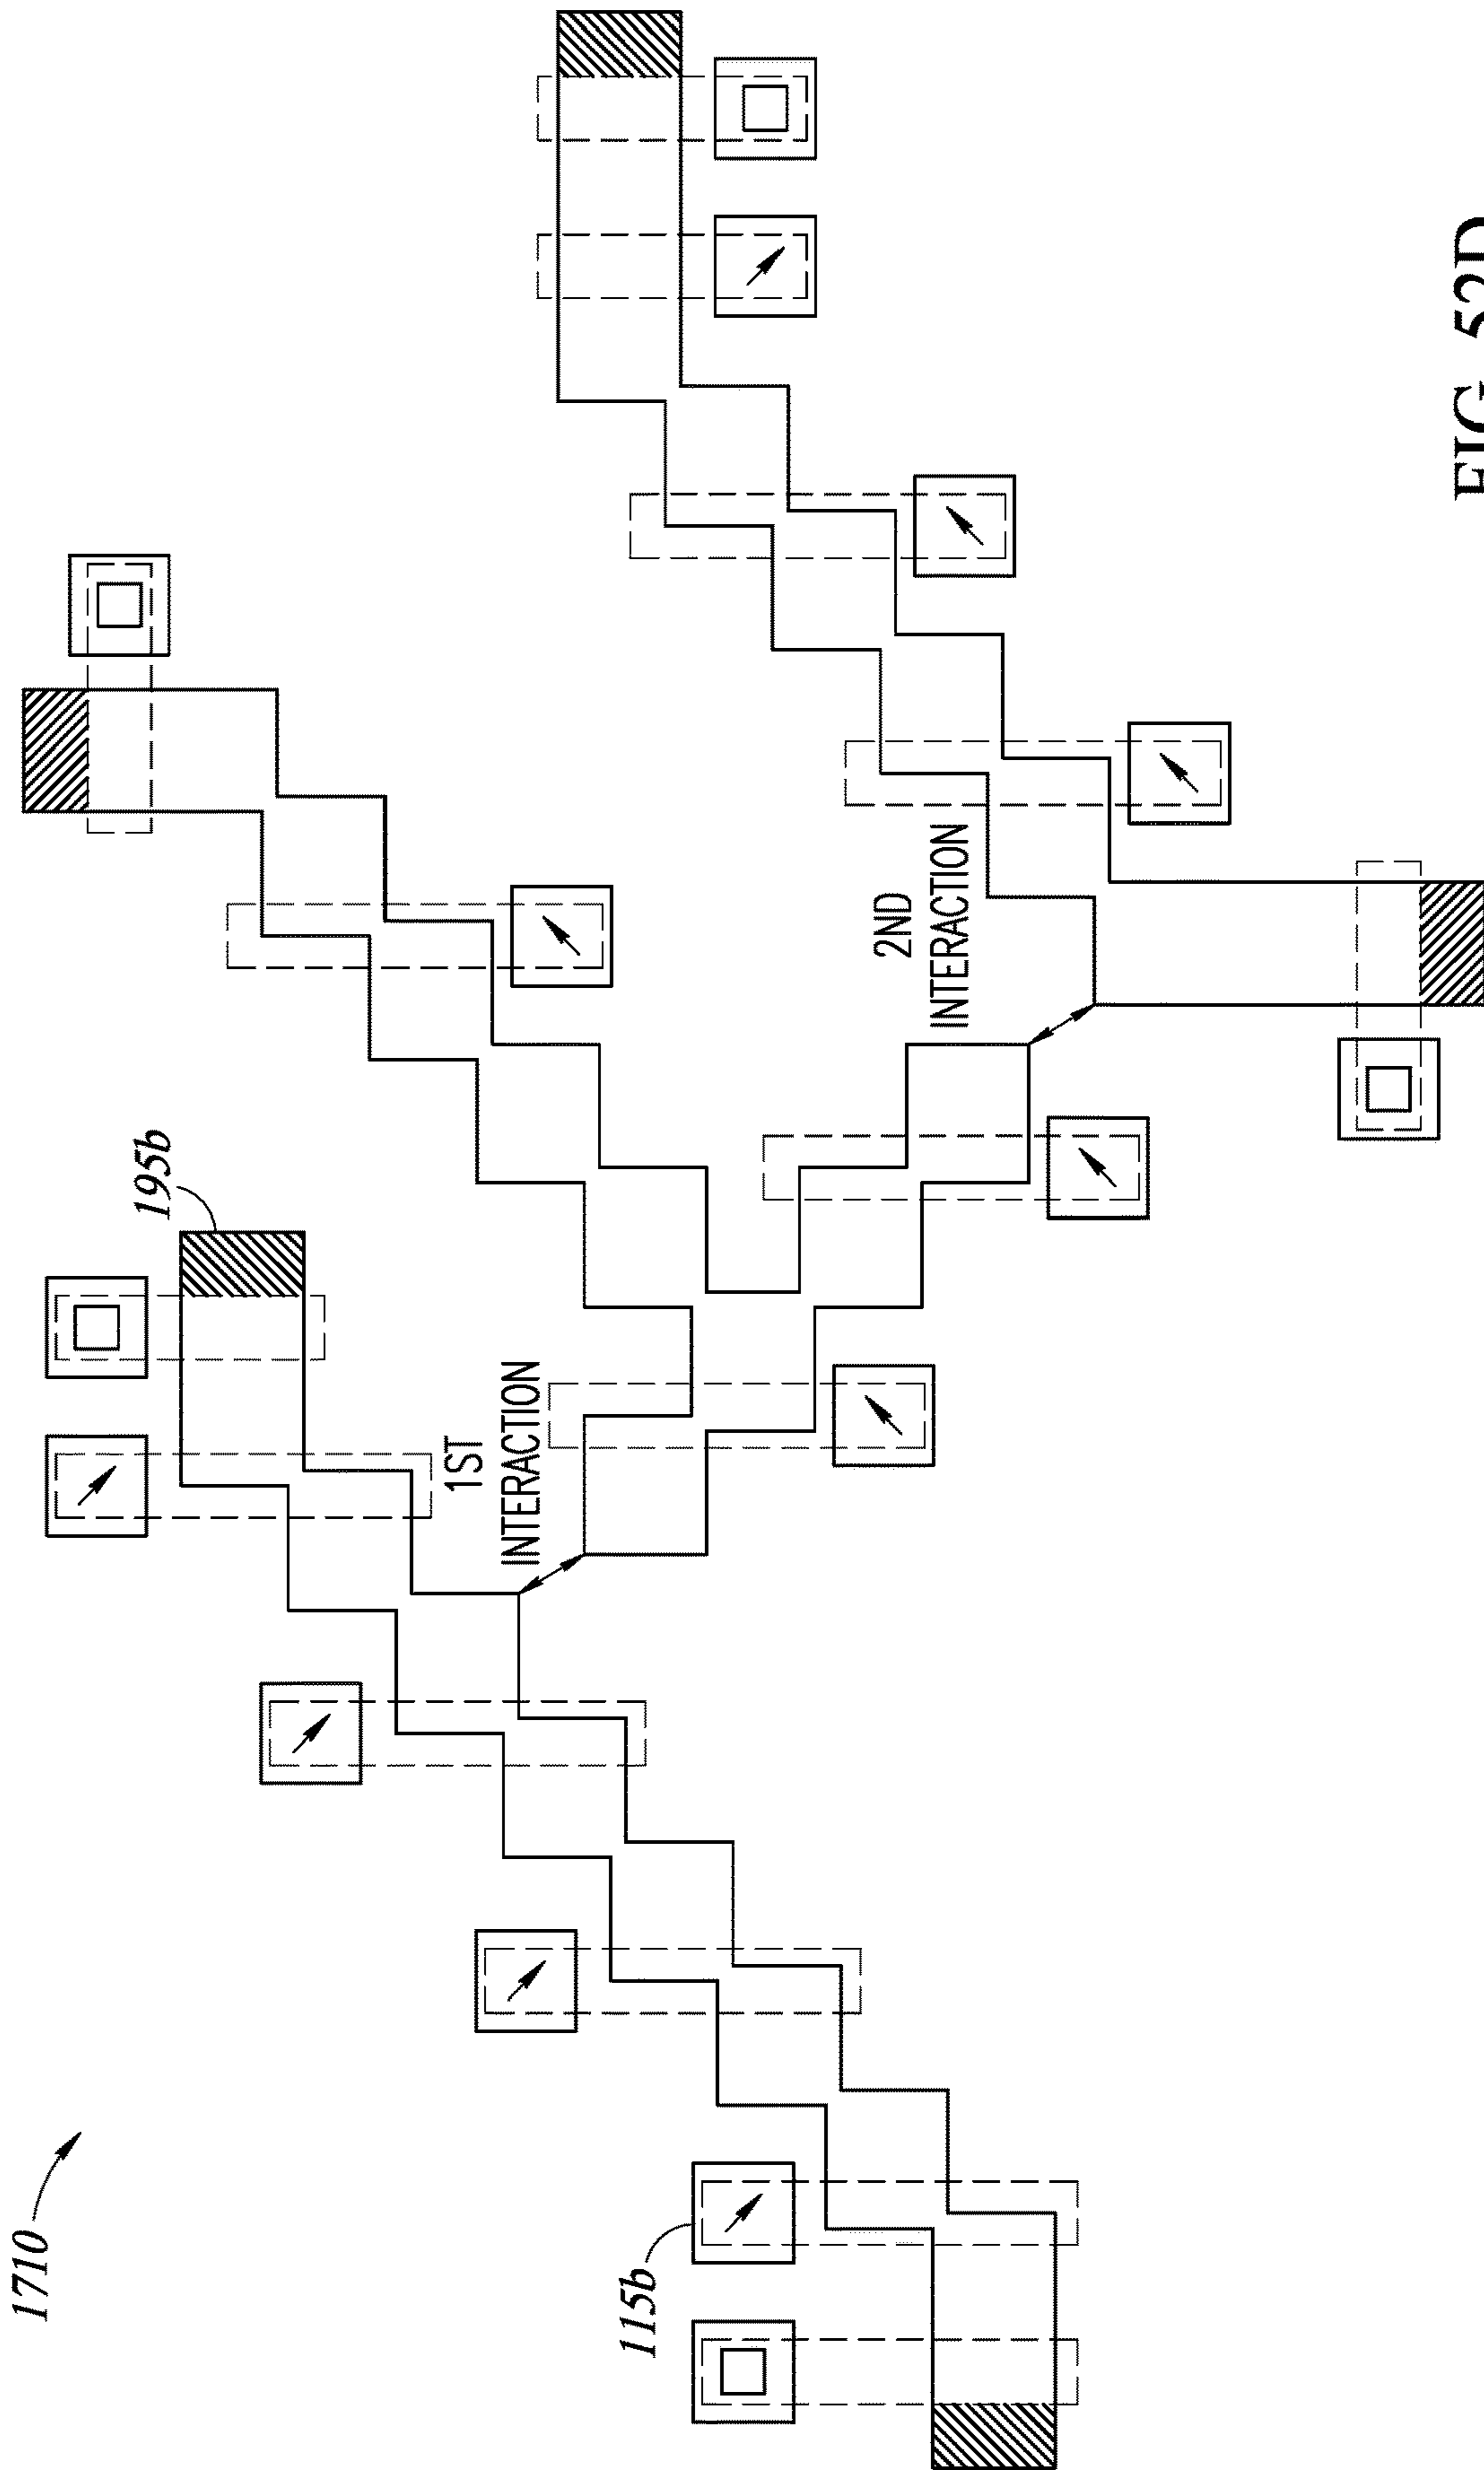 1710
195b
1ST
INTERACTION
2ND
INTERACTION
115b
FIG. 52D